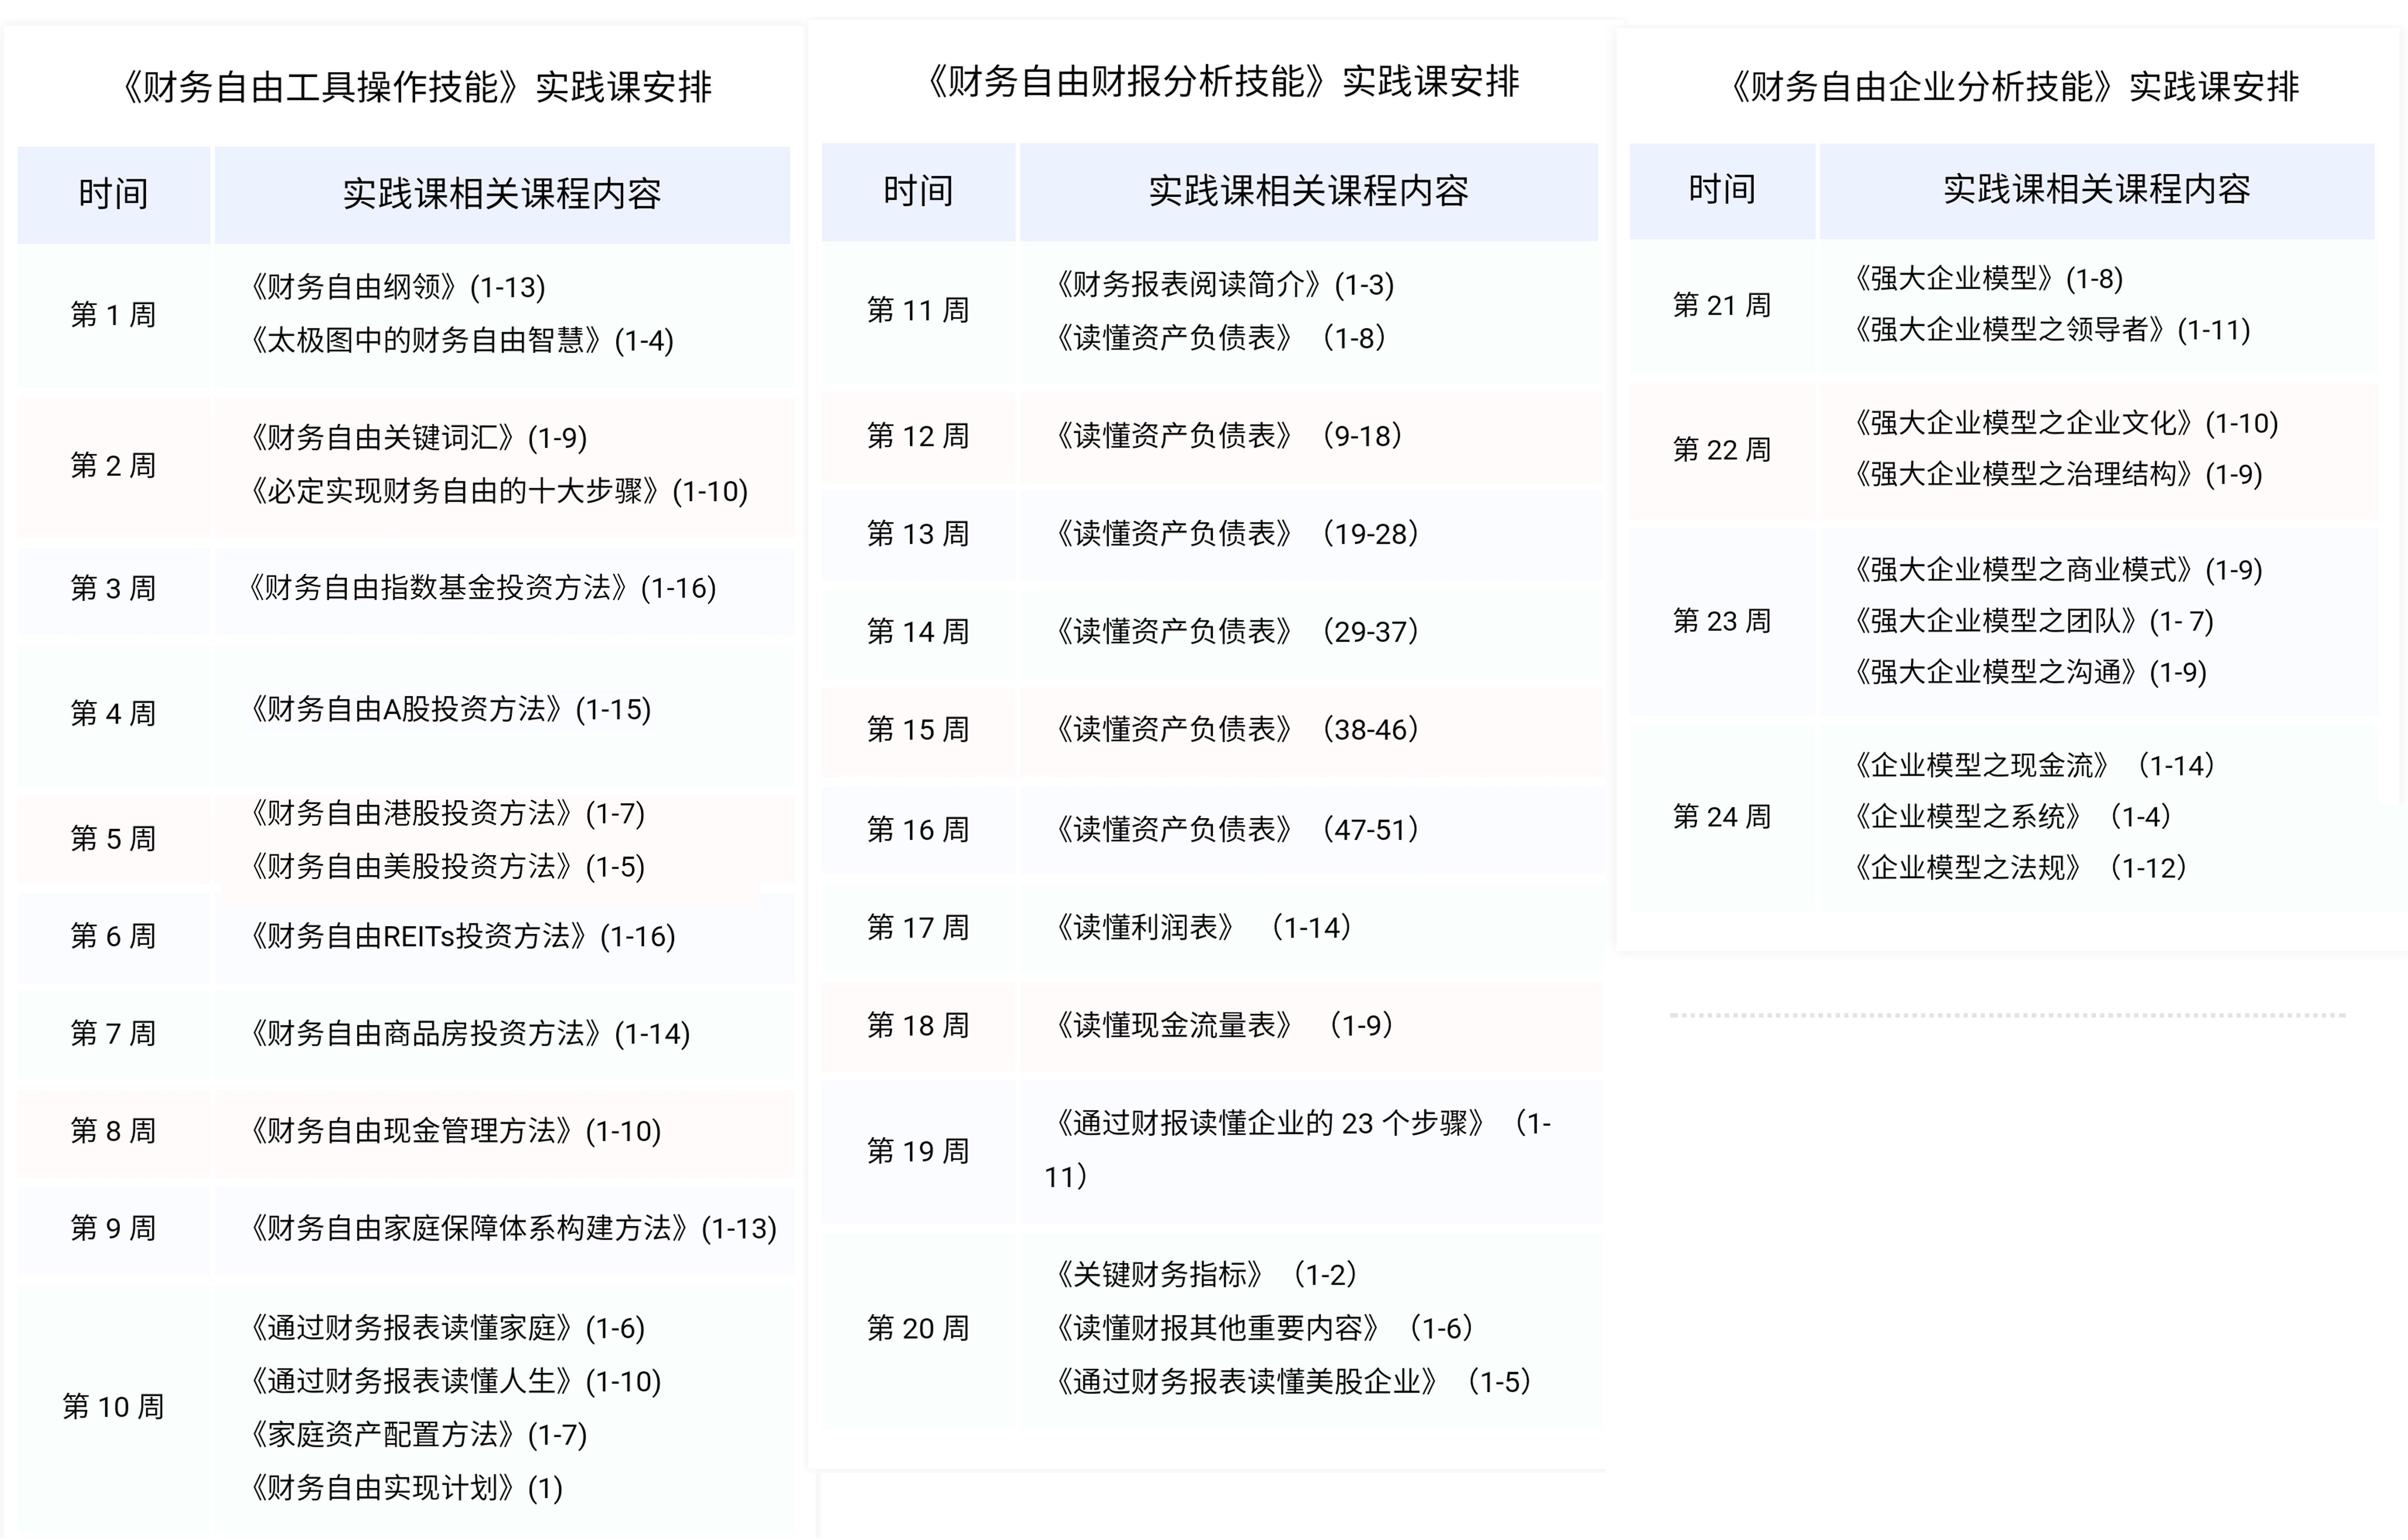 《财务自由工具操作技能》实践课安排
时间 实践课相关课程内容
第 1 周
《财务自由纲领》(1-13)
《太极图中的财务自由智慧》(1-4)
第 2 周
《财务自由关键词汇》(1-9)
《必定实现财务自由的十大步骤》(1-10)
第 3 周
《财务自由指数基金投资方法》(1-16)
第 4 周
《财务自由A股投资方法》(1-15)
第 5 周
《财务自由港股投资方法》(1-7)
《财务自由美股投资方法》(1-5)
第 6 周
《财务自由REITs投资方法》(1-16)
第 7 周
《财务自由商品房投资方法》(1-14)
第 8 周
《财务自由现金管理方法》(1-10)
第 9 周
《财务自由家庭保障体系构建方法》(1-13)
第 10 周
《通过财务报表读懂家庭》(1-6)
《通过财务报表读懂人生》(1-10)
《家庭资产配置方法》(1-7)
《财务自由实现计划》(1)
《财务自由财报分析技能》实践课安排
时间 实践课相关课程内容
第 11 周
《财务报表阅读简介》(1-3)
《读懂资产负债表》（1-8）
第 12 周
《读懂资产负债表》（9-18）
第 13 周
《读懂资产负债表》（19-28）
第 14 周
《读懂资产负债表》（29-37）
第 15 周
《读懂资产负债表》（38-46）
第 16 周
《读懂资产负债表》（47-51）
第 17 周
《读懂利润表》 （1-14）
第 18 周
《读懂现金流量表》 （1-9）
第 19 周
《通过财报读懂企业的 23 个步骤》（1-
11）
第 20 周
《关键财务指标》（1-2）
《读懂财报其他重要内容》（1-6）
《通过财务报表读懂美股企业》（1-5）
《财务自由企业分析技能》实践课安排
时间 实践课相关课程内容
第 21 周
《强大企业模型》(1-8)
《强大企业模型之领导者》(1-11)
第 22 周
《强大企业模型之企业文化》(1-10)
《强大企业模型之治理结构》(1-9)
第 23 周
《强大企业模型之商业模式》(1-9)
《强大企业模型之团队》(1- 7)
《强大企业模型之沟通》(1-9)
第 24 周
《企业模型之现金流》（1-14）
《企业模型之系统》（1-4）
《企业模型之法规》（1-12）